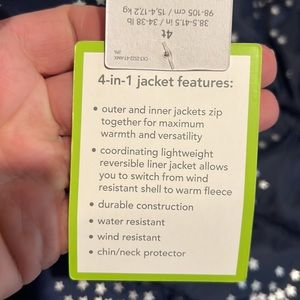 4t
38.5-41.5 in / 34-38 lb
98-105 cm / 15.4-17.2 kg
4-in-1 jacket features:
• outer and inner jackets zip
together for maximum
warmth and versatility
• coordinating lightweight
reversible liner jacket allows
you to switch from wind
resistant shell to warm fleece
• durable construction
• water resistant
• wind resistant
• chin/neck protector